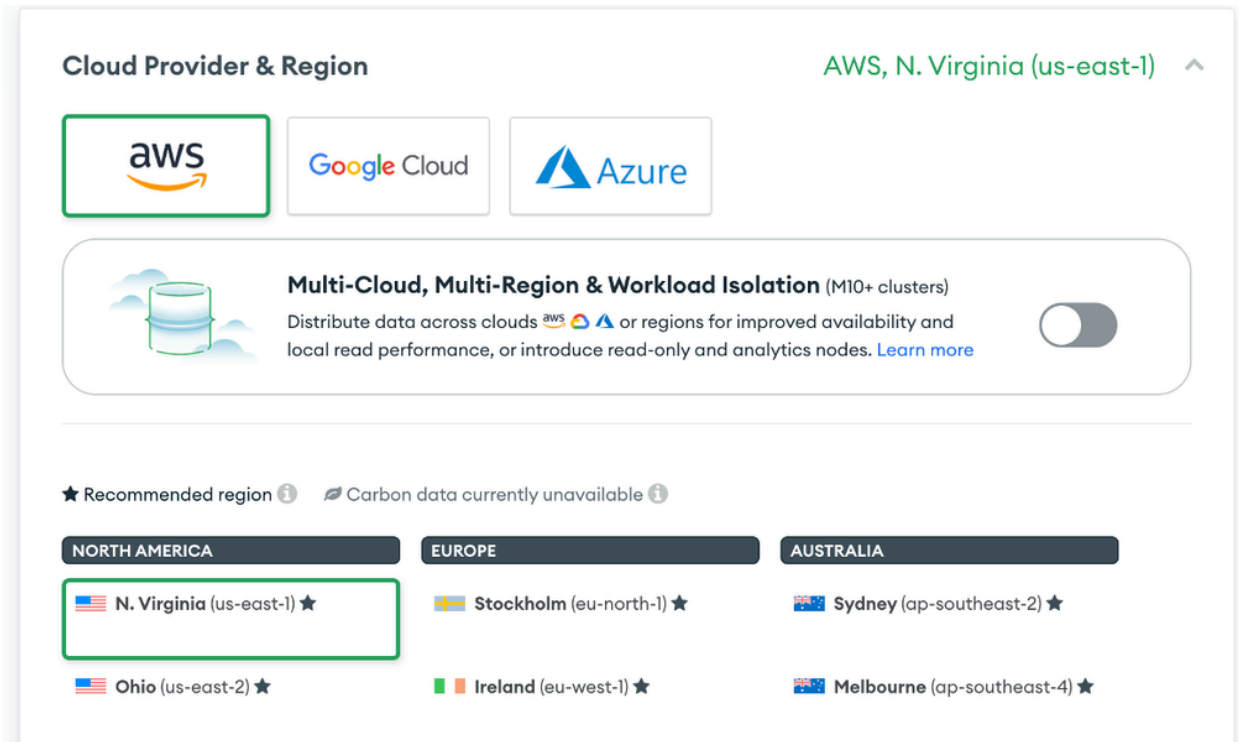 Cloud Provider & Region
AWS, N. Virginia (us-east-1)
aws
Google Cloud
Azure
Multi-Cloud, Multi-Region & Workload Isolation (M10+ clusters)
Distribute data across clouds aws or regions for improved availability and
local read performance, or introduce read-only and analytics nodes. Learn more
Recommended region
Carbon data currently unavailable
NORTH AMERICA
N. Virginia (us-east-1)
Ohio (us-east-2)
EUROPE
Stockholm (eu-north-1)
Ireland (eu-west-1)
AUSTRALIA
Sydney (ap-southeast-2)
Melbourne (ap-southeast-4)